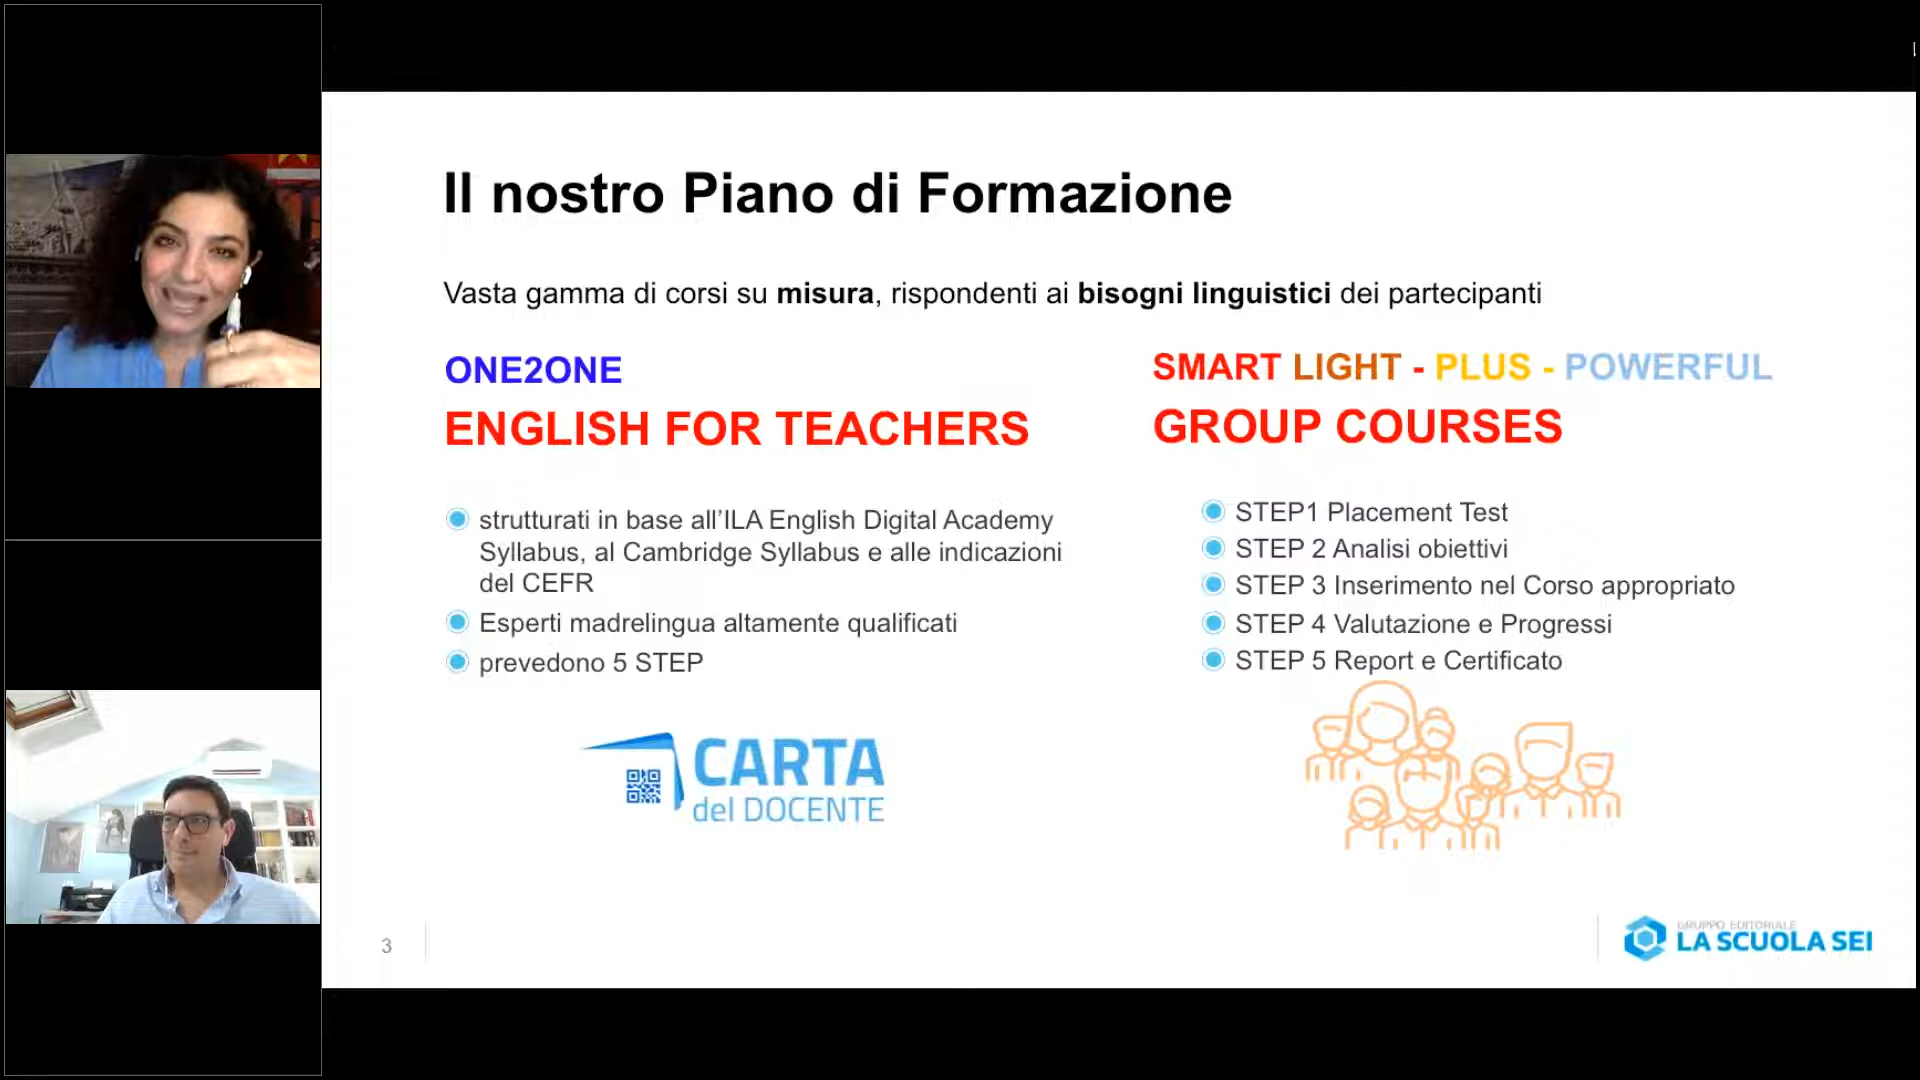 Il nostro Piano di Formazione
Vasta gamma di corsi su misura, rispondenti ai bisogni linguistici dei partecipanti
ONE2ONE
ENGLISH FOR TEACHERS
strutturati in base all’ILA English Digital Academy
Syllabus, al Cambridge Syllabus e alle indicazioni
del CEFR
Esperti madrelingua altamente qualificati
prevedono 5 STEP
CARTA
del DOCENTE
SMART LIGHT - PLUS - POWERFUL
GROUP COURSES
STEP1 Placement Test
STEP 2 Analisi obiettivi
STEP 3 Inserimento nel Corso appropriato
STEP 4 Valutazione e Progressi
STEP 5 Report e Certificato
3
GRUPPO EDITORIALE
LA SCUOLA SEI